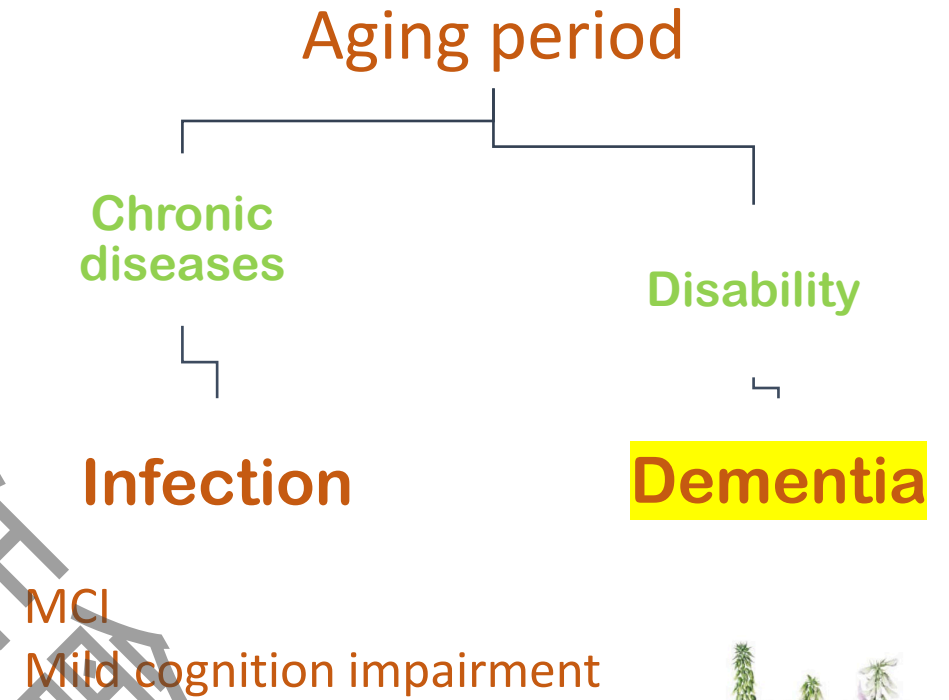 Aging period
Chronic
diseases
Disability
Infection
Dementia
MCI
Mild cognition impairment